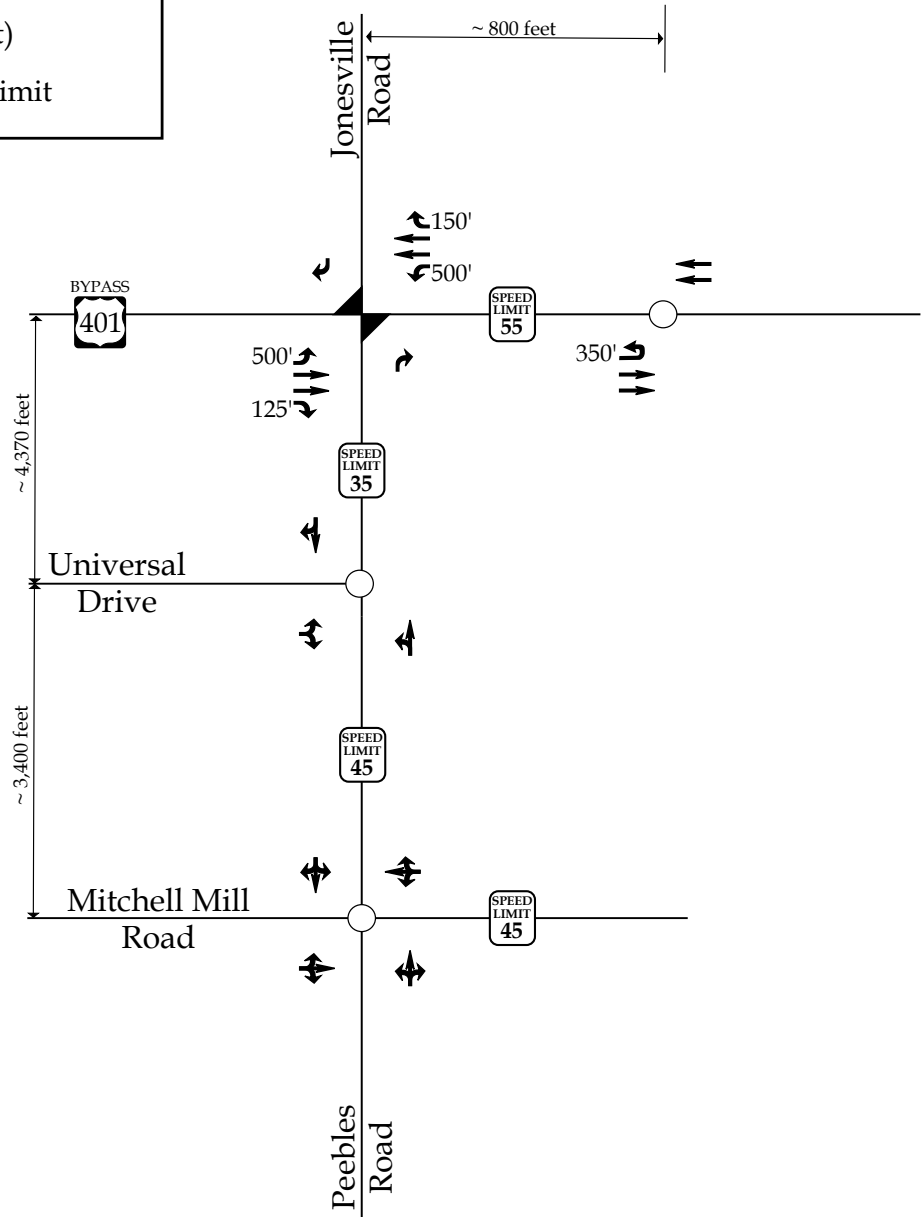 t)
imit
~ 800 feet
Jonesville
Road
150'
500'
BYPASS
401
SPEED
LIMIT
55
500'
125'
350'
~ 4,370 feet
SPEED
LIMIT
35
Universal
Drive
~ 3,400 feet
SPEED
LIMIT
45
Mitchell Mill
Road
SPEED
LIMIT
45
Peebles
Road